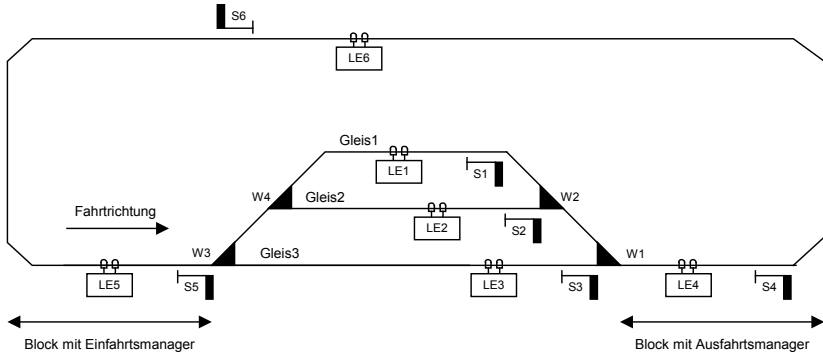 S6
LE6
Gleis1
LE1
S1
W4
Gleis2
W2
Fahrtrichtung
LE2
S2
W3
Gleis3
W1
LE5
S5
LE3
S3
LE4
S4
Block mit Einfahrtsmanager
Block mit Ausfahrtsmanager